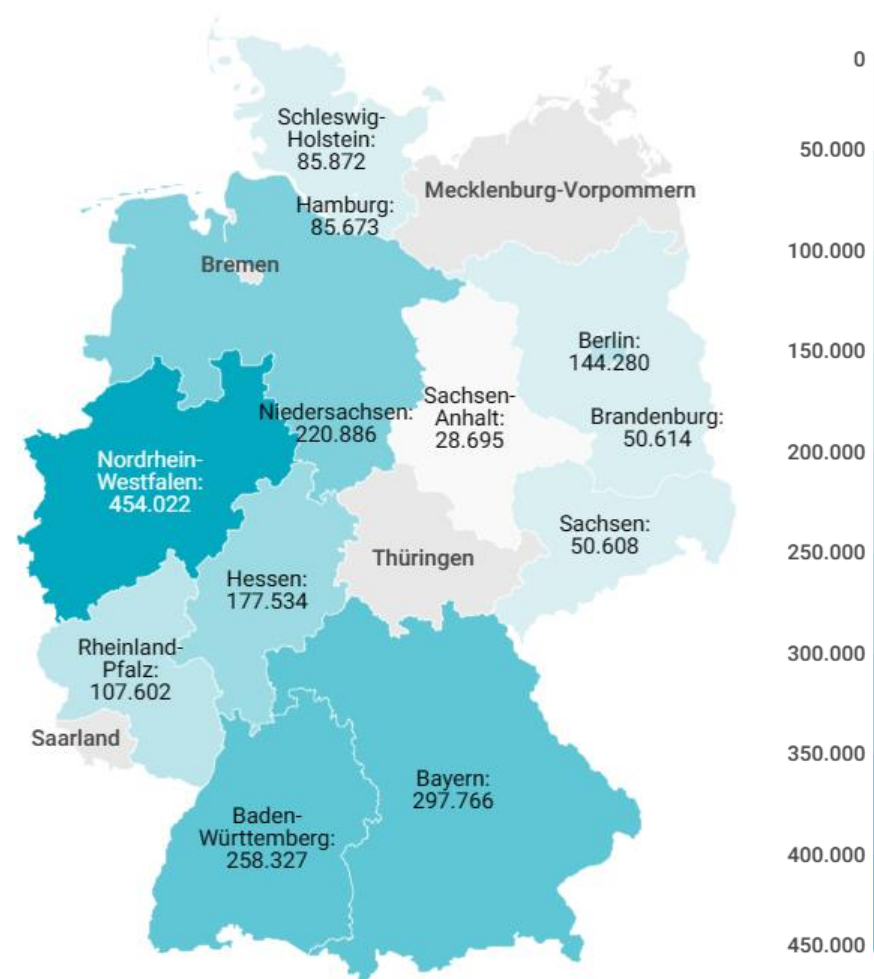 Schleswig-
Holstein:
85.872
Mecklenburg-Vorpommern
Hamburg:
85.673
Bremen
Berlin:
144.280
Sachsen-
Anhalt:
28.695
Niedersachsen:
220.886
Brandenburg:
50.614
Nordrhein-
Westfalen:
454.022
Sachsen:
50.608
Thüringen
Hessen:
177.534
Rheinland-
Pfalz:
107.602
Saarland
Bayern:
297.766
Baden-
Württemberg:
258.327
0
50.000
100.000
150.000
200.000
250.000
300.000
350.000
400.000
450.000